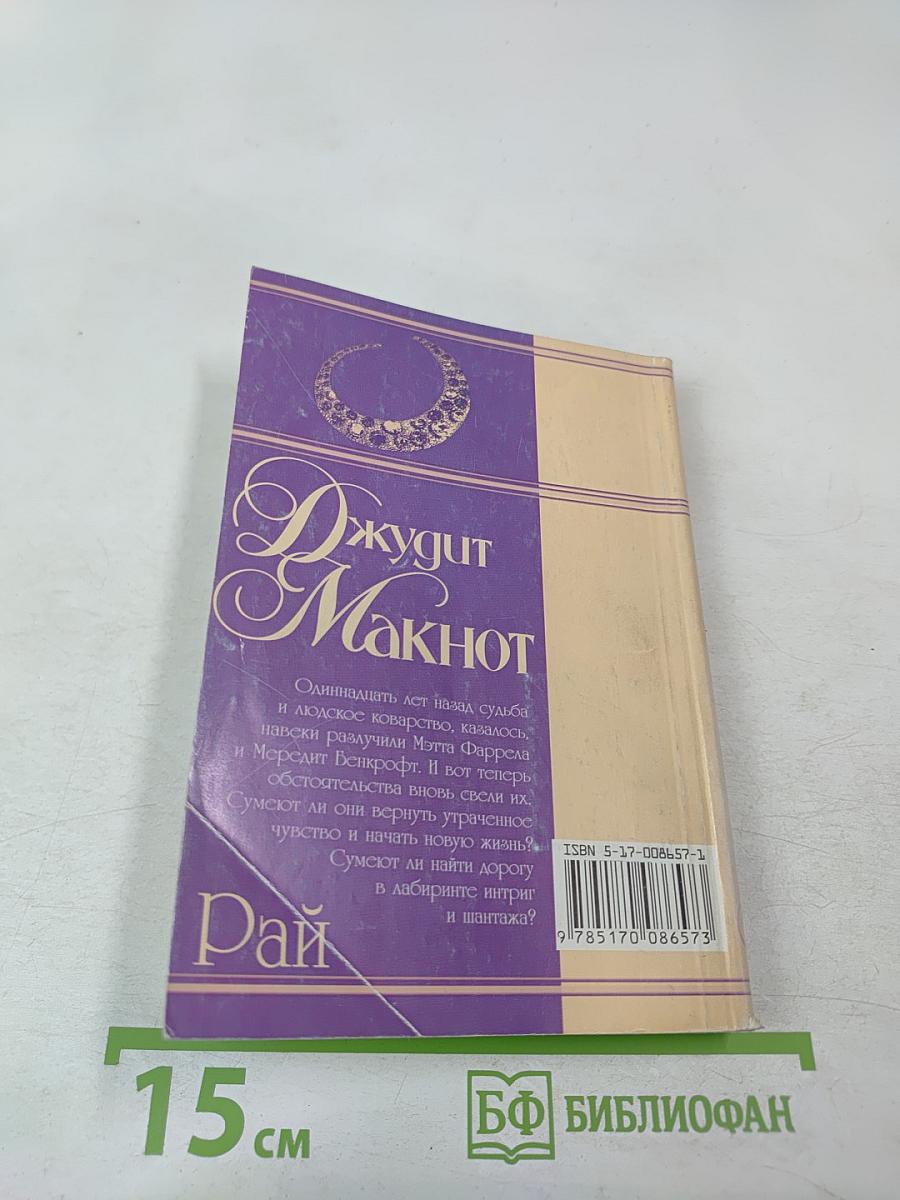 Джудит
Макнот
Одиннадцать лет назад судьба
и людское коварство, казалось,
навеки разлучили Мэтта Фаррела
и Мередит Бенкрофт. И вот теперь
обстоятельства вновь свели их.
Сумеют ли они вернуть утраченное
чувство и начать новую жизнь?
Сумеют ли найти дорогу
в лабиринте интриг
и шантажа?
Рай
ISBN 5-17-008657-1
9 785170 086573
15 см
БФ БИБЛИОФАН